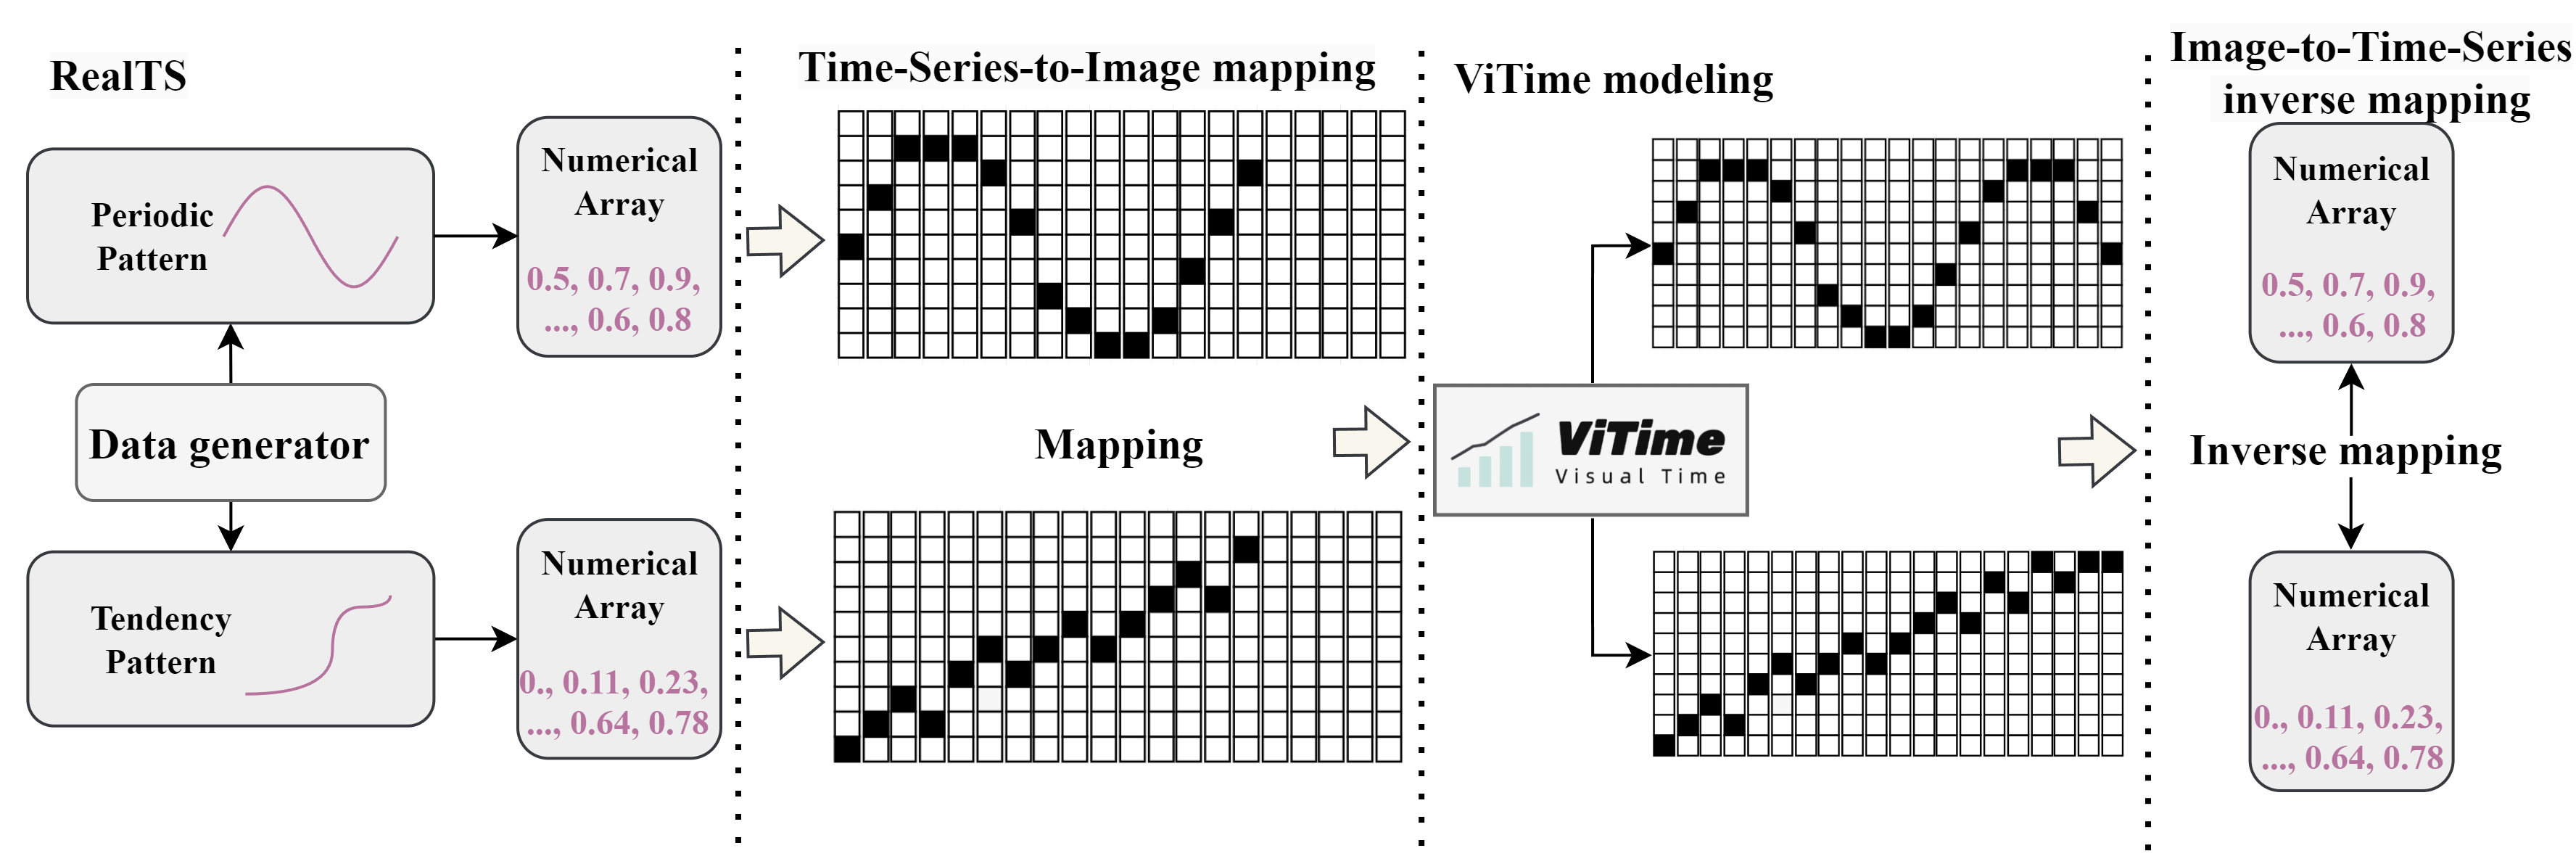 RealTS
Periodic
Pattern
Numerical
Array
0.5, 0.7, 0.9,
..., 0.6, 0.8
Data generator
Tendency
Pattern
Numerical
Array
0., 0.11, 0.23,
..., 0.64, 0.78
Time-Series-to-Image mapping
Mapping
ViTime modeling
ViTime
Visual Time
Image-to-Time-Series
inverse mapping
Numerical
Array
0.5, 0.7, 0.9,
..., 0.6, 0.8
Inverse mapping
Numerical
Array
0., 0.11, 0.23,
..., 0.64, 0.78